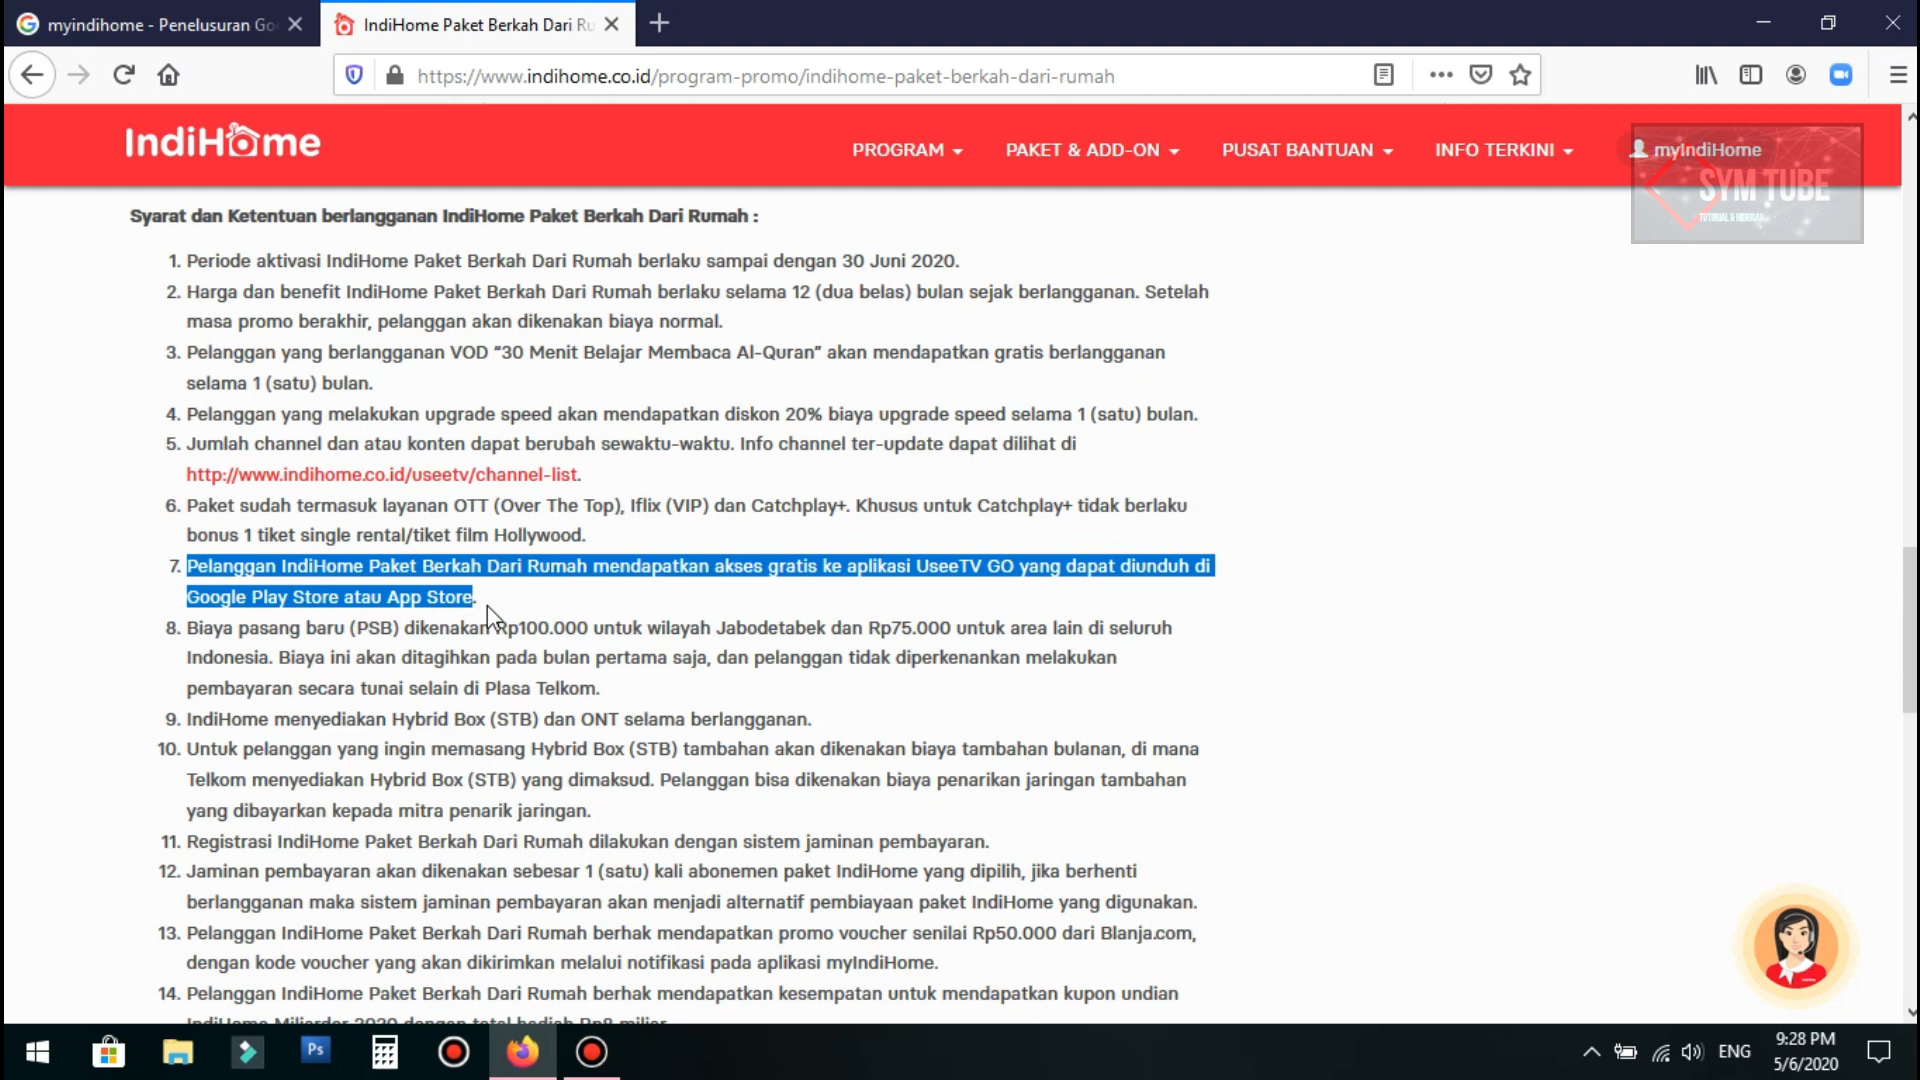 myindihome - Penelusuran Go
IndiHome Paket Berkah Dari Ru
https://www.indihome.co.id/program-promo/indihome-paket-berkah-dari-rumah
IndiHome
PROGRAM
PAKET & ADD-ON
PUSAT BANTUAN
INFO TERKINI
myIndiHome
SYM TUBE
Syarat dan Ketentuan berlangganan IndiHome Paket Berkah Dari Rumah :
1. Periode aktivasi IndiHome Paket Berkah Dari Rumah berlaku sampai dengan 30 Juni 2020.
2. Harga dan benefit IndiHome Paket Berkah Dari Rumah berlaku selama 12 (dua belas) bulan sejak berlangganan. Setelah
masa promo berakhir, pelanggan akan dikenakan biaya normal.
3. Pelanggan yang berlangganan VOD “30 Menit Belajar Membaca Al-Quran” akan mendapatkan gratis berlangganan
selama 1 (satu) bulan.
4. Pelanggan yang melakukan upgrade speed akan mendapatkan diskon 20% biaya upgrade speed selama 1 (satu) bulan.
5. Jumlah channel dan atau konten dapat berubah sewaktu-waktu. Info channel ter-update dapat dilihat di
http://www.indihome.co.id/useetv/channel-list.
6. Paket sudah termasuk layanan OTT (Over The Top), Iflix (VIP) dan Catchplay+. Khusus untuk Catchplay+ tidak berlaku
bonus 1 tiket single rental/tiket film Hollywood.
7. Pelanggan IndiHome Paket Berkah Dari Rumah mendapatkan akses gratis ke aplikasi UseeTV GO yang dapat diunduh di
Google Play Store atau App Store.
8. Biaya pasang baru (PSB) dikenakan Rp100.000 untuk wilayah Jabodetabek dan Rp75.000 untuk area lain di seluruh
Indonesia. Biaya ini akan ditagihkan pada bulan pertama saja, dan pelanggan tidak diperkenankan melakukan
pembayaran secara tunai selain di Plasa Telkom.
9. IndiHome menyediakan Hybrid Box (STB) dan ONT selama berlangganan.
10. Untuk pelanggan yang ingin memasang Hybrid Box (STB) tambahan akan dikenakan biaya tambahan bulanan, di mana
Telkom menyediakan Hybrid Box (STB) yang dimaksud. Pelanggan bisa dikenakan biaya penarikan jaringan tambahan
yang dibayarkan kepada mitra penarik jaringan.
11. Registrasi IndiHome Paket Berkah Dari Rumah dilakukan dengan sistem jaminan pembayaran.
12. Jaminan pembayaran akan dikenakan sebesar 1 (satu) kali abonemen paket IndiHome yang dipilih, jika berhenti
berlangganan maka sistem jaminan pembayaran akan menjadi alternatif pembiayaan paket IndiHome yang digunakan.
13. Pelanggan IndiHome Paket Berkah Dari Rumah berhak mendapatkan promo voucher senilai Rp50.000 dari Blanja.com,
dengan kode voucher yang akan dikirimkan melalui notifikasi pada aplikasi myIndiHome.
14. Pelanggan IndiHome Paket Berkah Dari Rumah berhak mendapatkan kesempatan untuk mendapatkan kupon undian
IndiHome Miliarder 2020 dengan total hadiah Rp8 miliar.
Ps
ENG
9:28 PM
5/6/2020